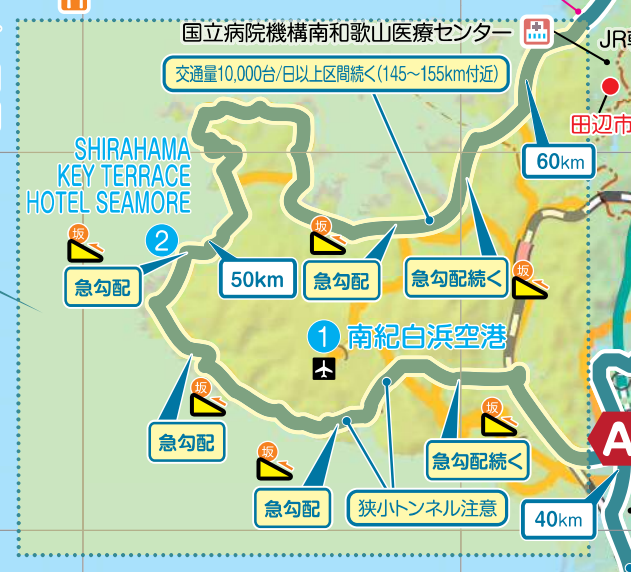 国立病院機構南和歌山医療センター
JR
交通量10,000台/日以上区間続く(145〜155km付近)
田辺市
SHIRAHAMA
KEY TERRACE
HOTEL SEAMORE
60km
坂
2
坂
急勾配
50km
急勾配
急勾配続く
坂
1 南紀白浜空港
坂
急勾配
坂
急勾配続く
A
坂
急勾配
狭小トンネル注意
40km